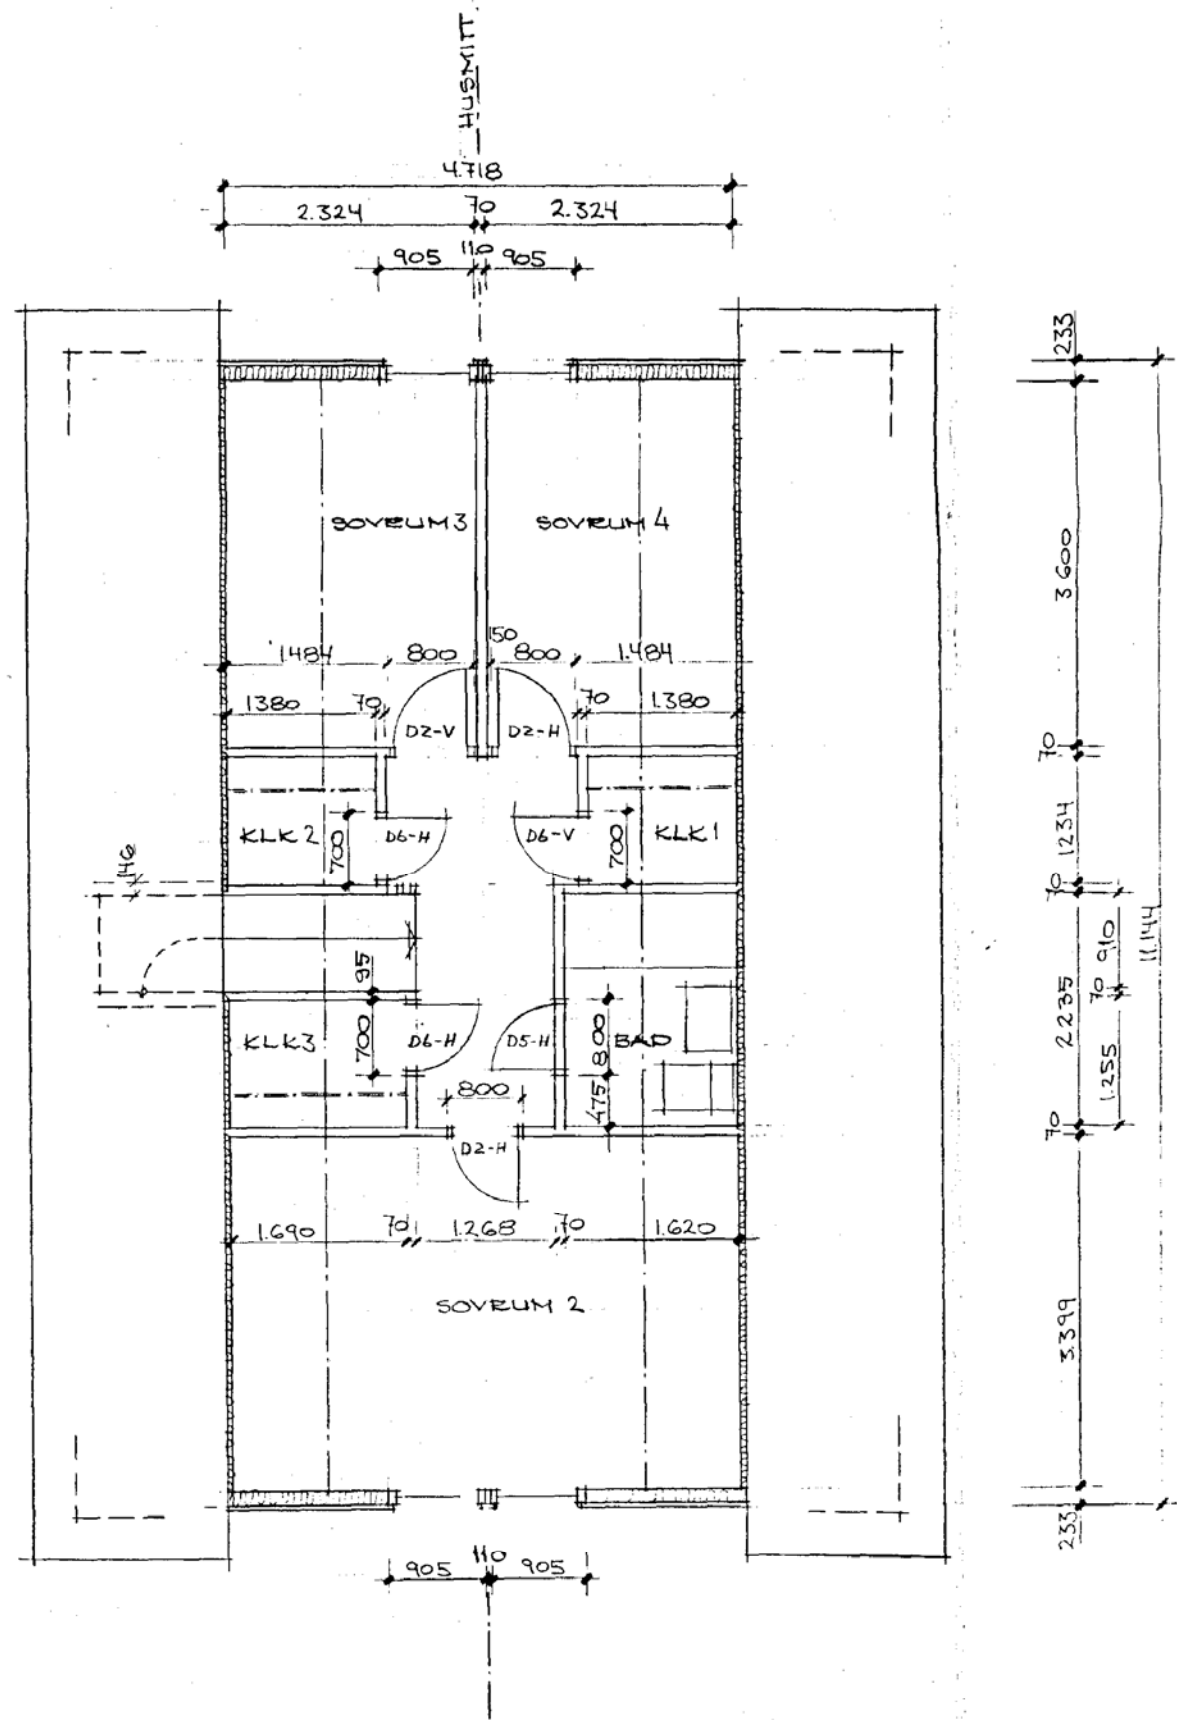 HUSMITT.
4.718
2.324 70 2.324
905 110 905
233
SOVRUM 3 SOVRUM 4
3 600
150
1.484 800 800 1.484
1380 70 70 1.380
D2-V D2-H
70
KLK 2 700 D6-H D6-V 700 KLK 1
1234
146
70
910
11.144
95
70
2235
KLK 3 700 D6-H D5-H 800 BAD
1.255
800
475
70
D2-H
1.690 70 1.268 70 1.620
SOVRUM 2
3.399
233
905 110 905